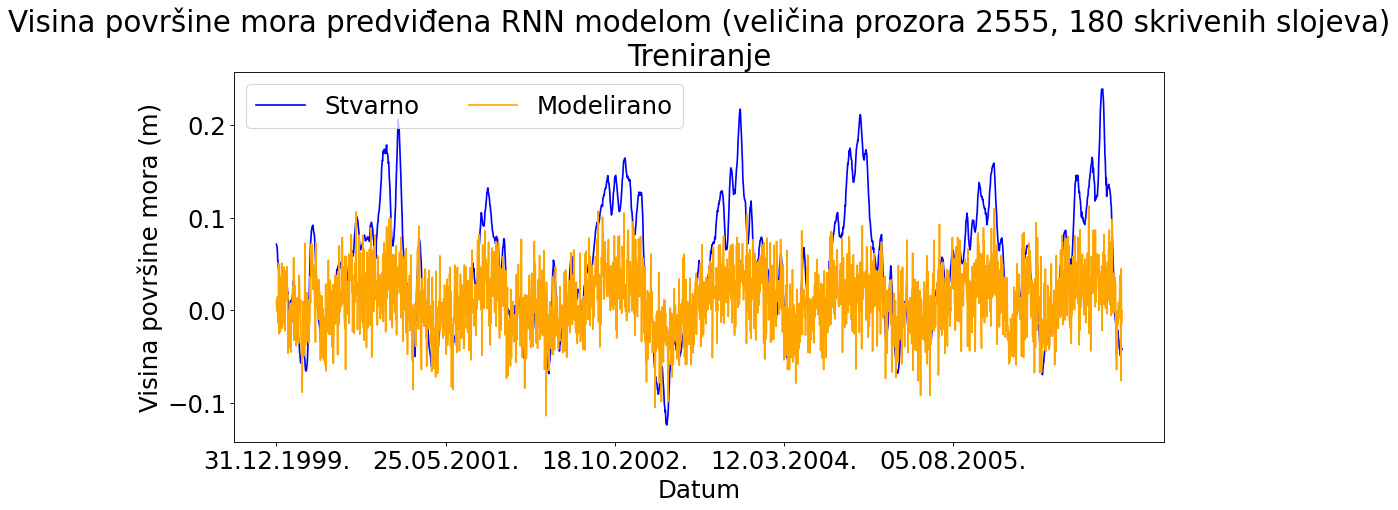 Visina površine mora predviđena RNN modelom (veličina prozora 2555, 180 skrivenih slojeva)
Treniranje
Stvarno Modelirano
Visina površine mora (m)
0.2
0.1
0.0
−0.1
31.12.1999. 25.05.2001. 18.10.2002. 12.03.2004. 05.08.2005.
Datum